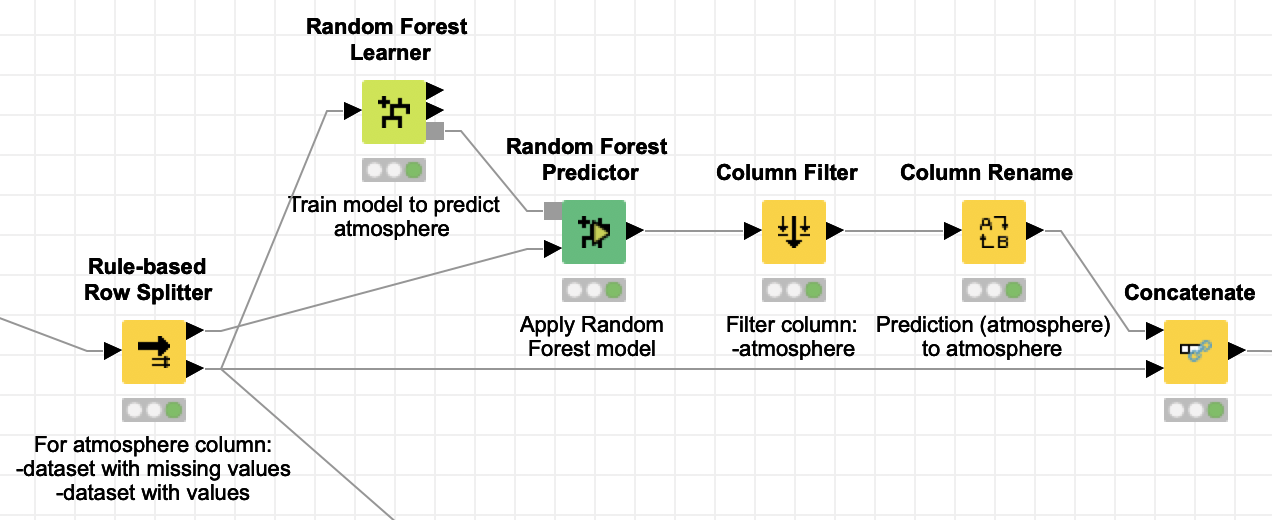 Random Forest
Learner
Train model to predict
atmosphere
Random Forest
Predictor
Apply Random
Forest model
Column Filter
Filter column:
-atmosphere
Column Rename
A
B
Prediction (atmosphere)
to atmosphere
Rule-based
Row Splitter
For atmosphere column:
-dataset with missing values
-dataset with values
Concatenate